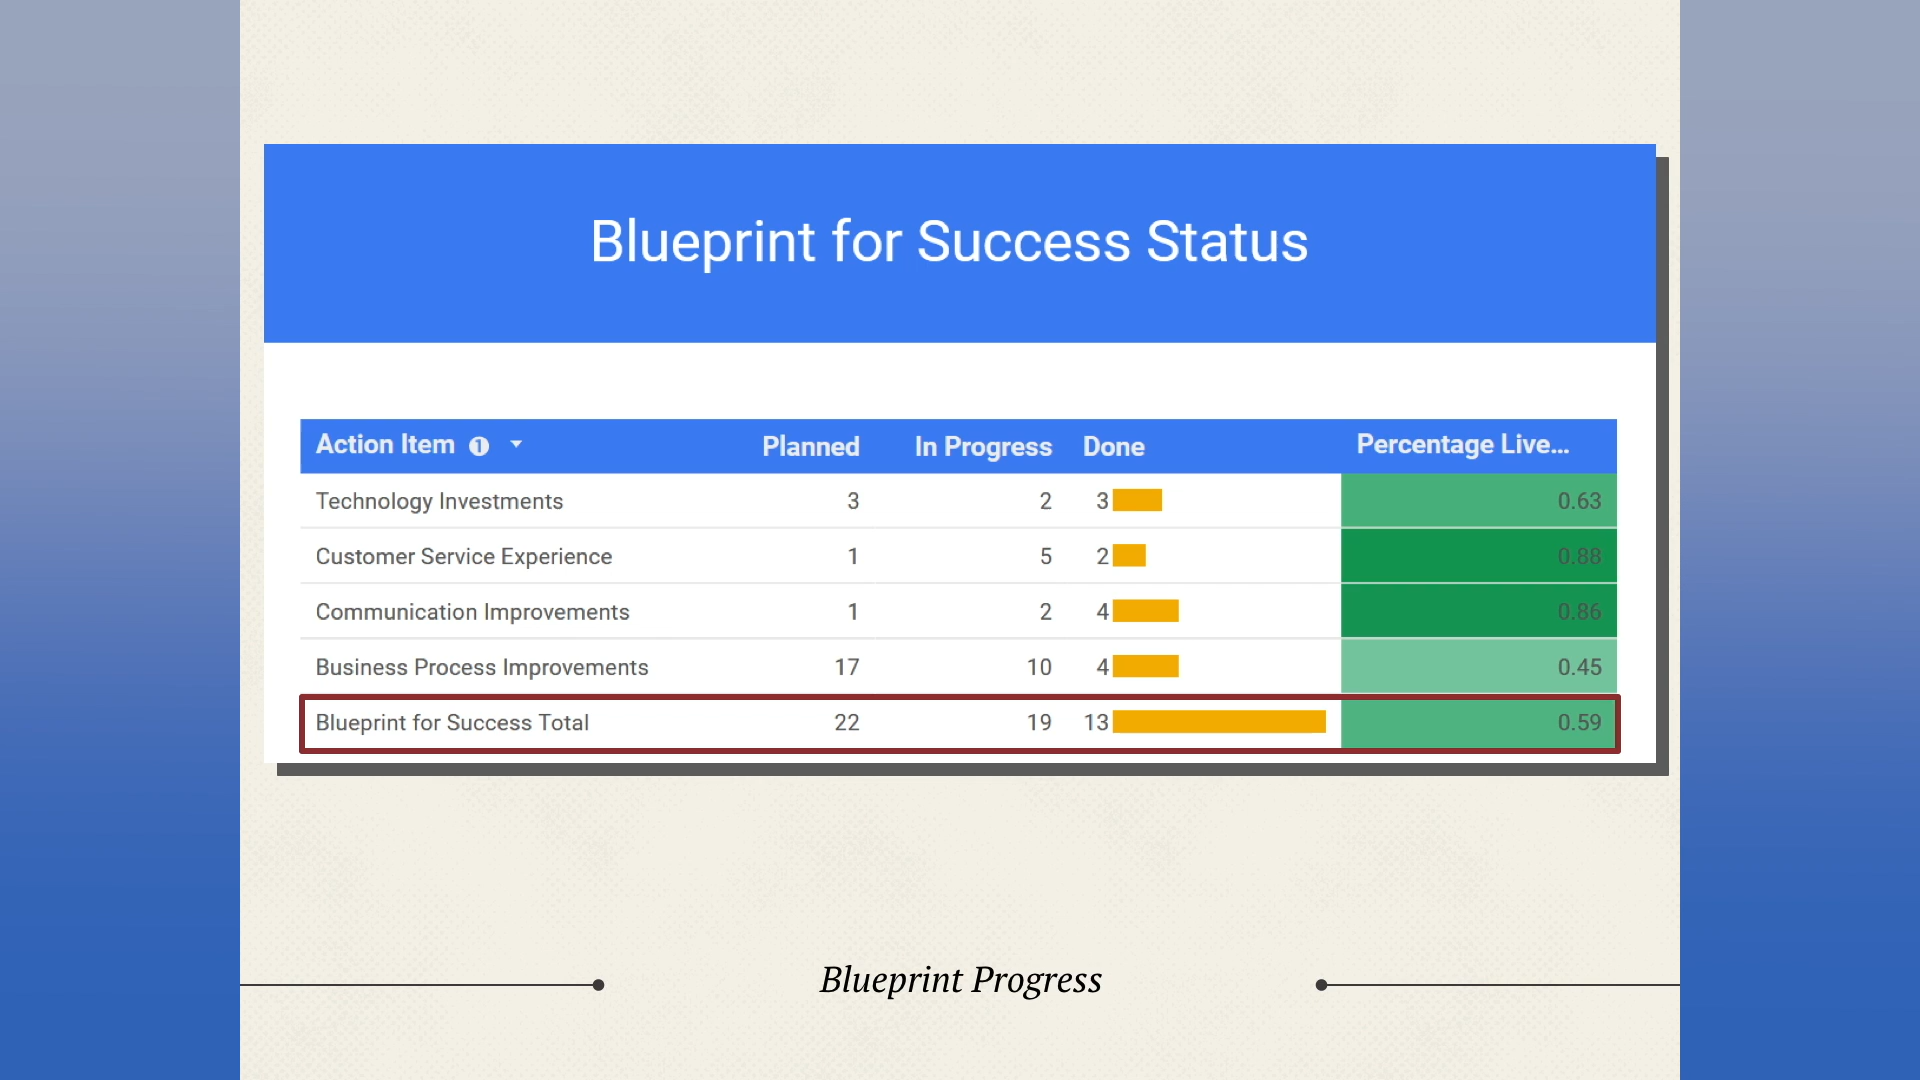 Blueprint for Success Status
Action Item 1 Planned In Progress Done Percentage Live...
Technology Investments 3 2 3 0.63
Customer Service Experience 1 5 2 0.88
Communication Improvements 1 2 4 0.86
Business Process Improvements 17 10 4 0.45
Blueprint for Success Total 22 19 13 0.59
Blueprint Progress